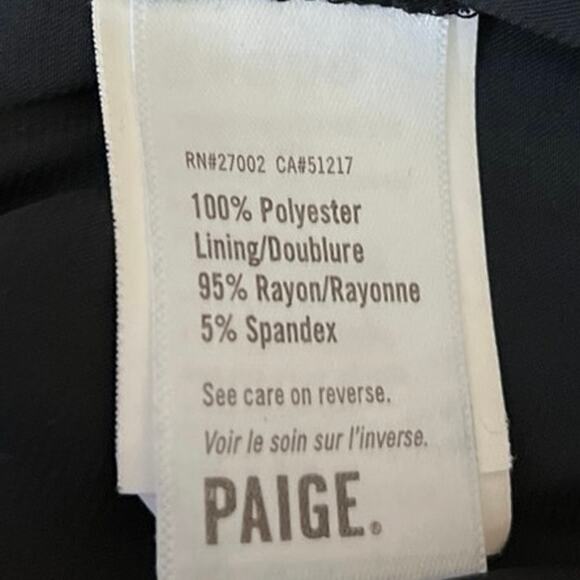 RN#27002 CA#51217
100% Polyester
Lining/Doublure
95% Rayon/Rayonne
5% Spandex
See care on reverse.
Voir le soin sur l'inverse.
PAIGE®